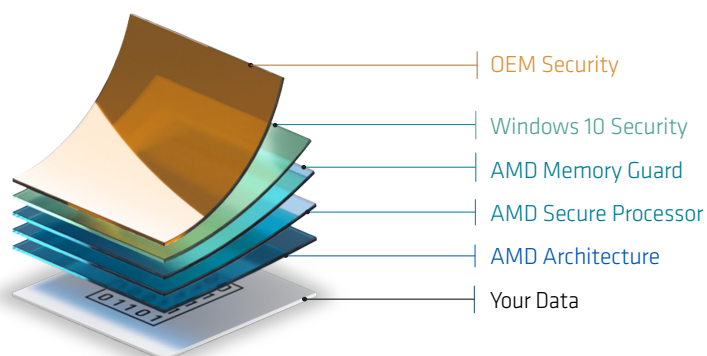 OEM Security
Windows 10 Security
AMD Memory Guard
AMD Secure Processor
AMD Architecture
Your Data